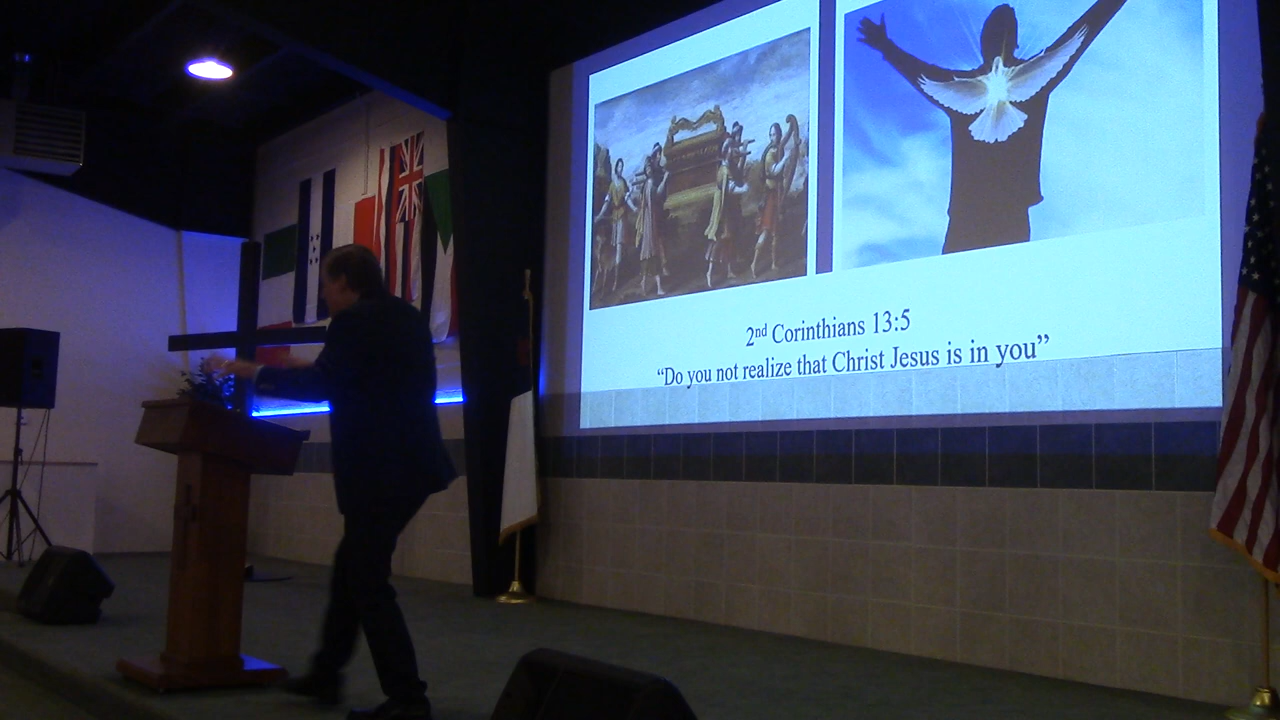 2nd Corinthians 13:5
“Do you not realize that Christ Jesus is in you”